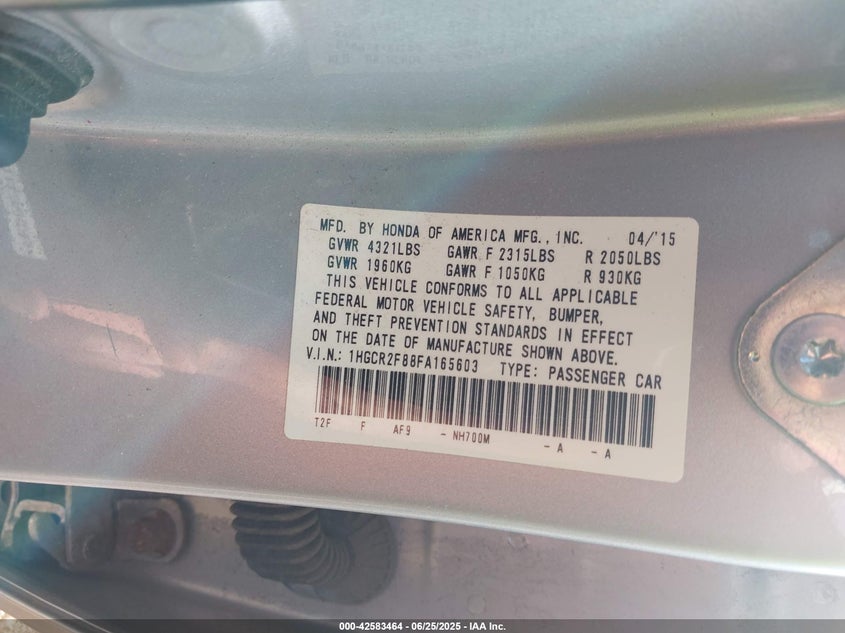 MFD. BY HONDA OF AMERICA MFG., INC. 04/'15
GVWR 4321LBS GAWR F 2315LBS R 2050LBS
GVWR 1960KG GAWR F 1050KG R 930KG
THIS VEHICLE CONFORMS TO ALL APPLICABLE
FEDERAL MOTOR VEHICLE SAFETY, BUMPER,
AND THEFT PREVENTION STANDARDS IN EFFECT
ON THE DATE OF MANUFACTURE SHOWN ABOVE.
V.I.N.: 1HGCR2F88FA165603 TYPE: PASSENGER CAR
T2F F AF9 - NH700M - A - A
000-42583464 - 06/25/2025 - IAA Inc.